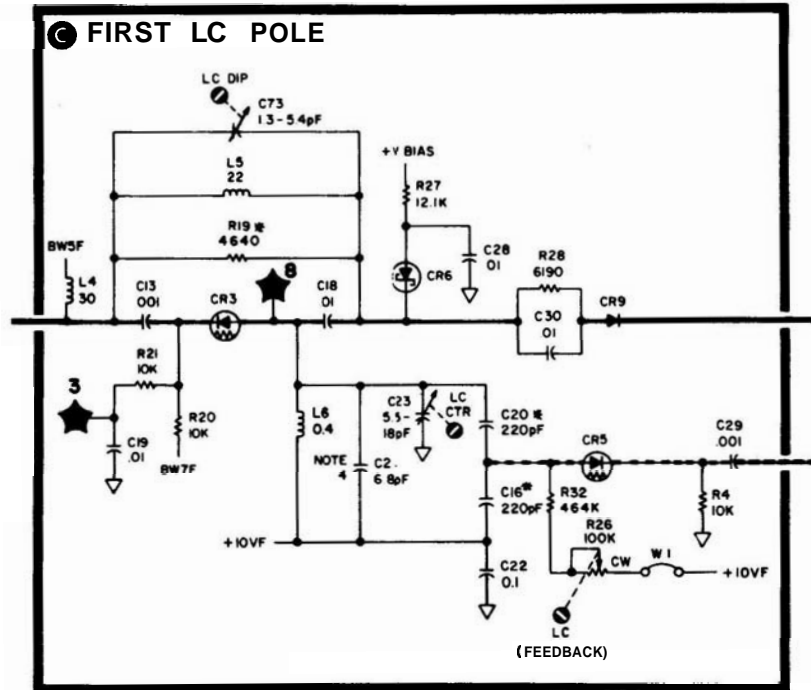 C FIRST LC POLE
LC DIP
C73
1.3-5.4pF
L5
22
R19*
4640
+V BIAS
R27
12.1K
C28
.01
CR6
R28
6190
C30
.01
CR9
BW5F
L4
30
C13
.001
CR3
8
C18
.01
R21
10K
3
C19
.01
R20
10K
BW7F
L6
0.4
NOTE
4
C2.
6.8pF
C23
5.5-
18pF
LC
CTR
C20*
220pF
C16*
220pF
CR5
C29
.001
R32
464K
R4
10K
R26
100K
CW
W1
+10VF
+10VF
C22
0.1
LC
(FEEDBACK)